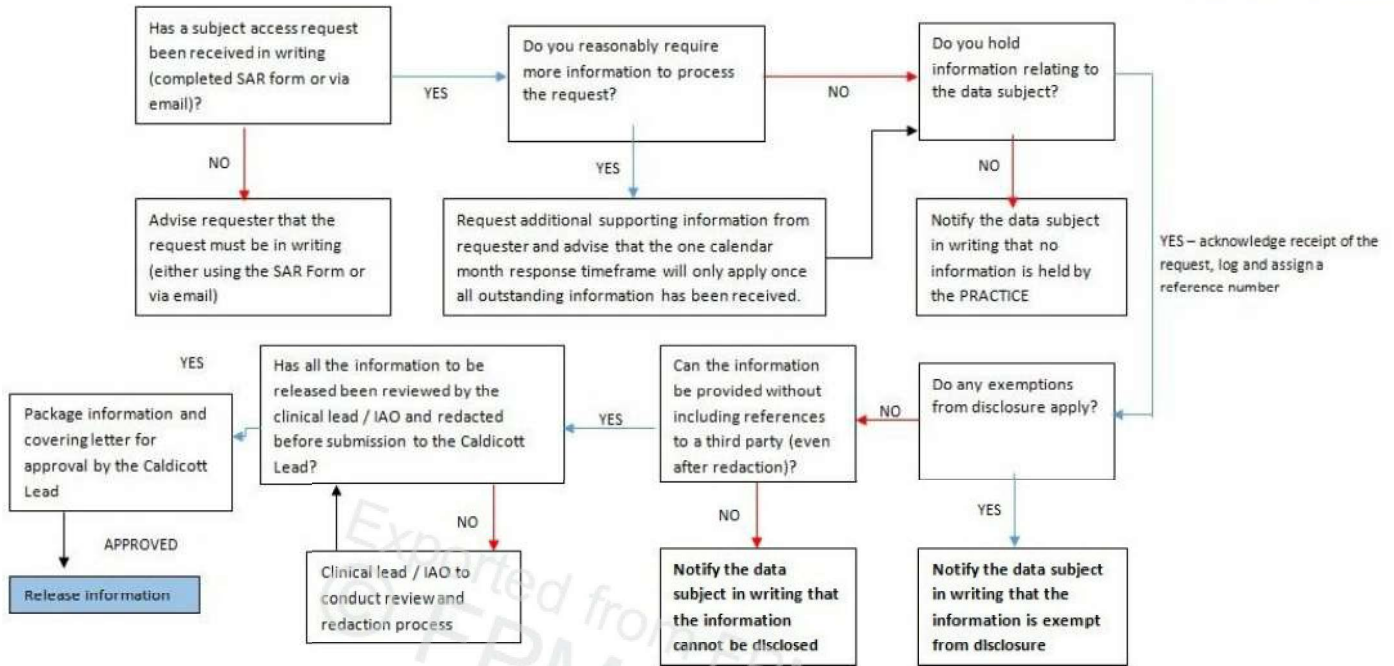 Has a subject access request
been received in writing
(completed SAR form or via
email)?
YES
Do you reasonably require
more information to process
the request?
NO
Do you hold
information relating to
the data subject?
NO
YES
NO
Advise requester that the
request must be in writing
(either using the SAR Form or
via email)
Request additional supporting information from
requester and advise that the one calendar
month response timeframe will only apply once
all outstanding information has been received.
Notify the data subject
in writing that no
information is held by
the PRACTICE
YES – acknowledge receipt of the
request, log and assign a
reference number
Do any exemptions
from disclosure apply?
NO
Can the information
be provided without
including references
to a third party (even
after redaction)?
YES
Has all the information to be
released been reviewed by the
clinical lead / IAO and redacted
before submission to the Caldicott
Lead?
YES
Package information and
covering letter for
approval by the Caldicott
Lead
APPROVED
Release information
NO
Clinical lead / IAO to
conduct review and
redaction process
NO
Notify the data
subject in writing that
the information
cannot be disclosed
YES
Notify the data subject
in writing that the
information is exempt
from disclosure
Exported from
©